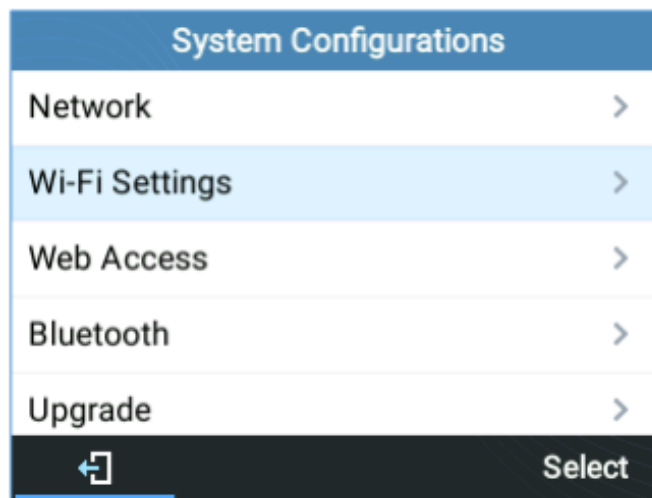 System Configurations
Network
Wi-Fi Settings
Web Access
Bluetooth
Upgrade
Select